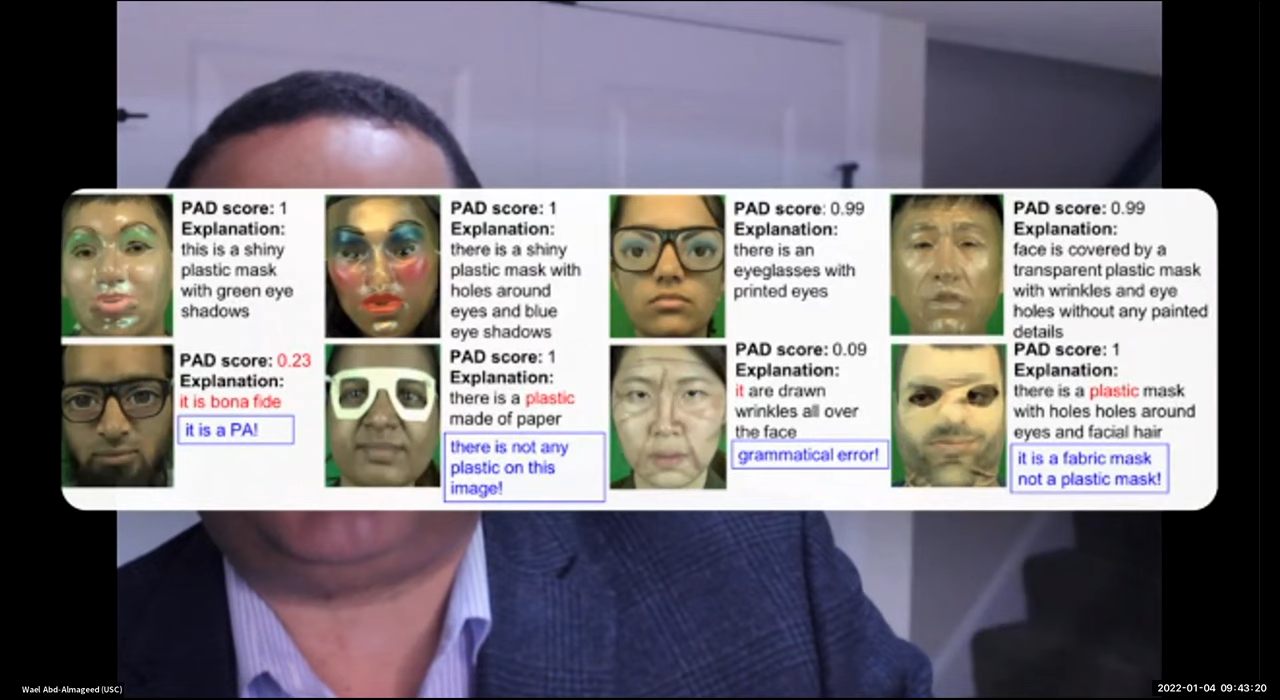 PAD score: 1
Explanation:
this is a shiny
plastic mask
with green eye
shadows
PAD score: 1
Explanation:
there is a shiny
plastic mask with
holes around
eyes and blue
eye shadows
PAD score: 0.99
Explanation:
there is an
eyeglasses with
printed eyes
PAD score: 0.99
Explanation:
face is covered by a
transparent plastic mask
with wrinkles and eye
holes without any painted
details
PAD score: 0.23
Explanation:
it is bona fide
it is a PA!
PAD score: 1
Explanation:
there is a plastic
made of paper
there is not any
plastic on this
image!
PAD score: 0.09
Explanation:
it are drawn
wrinkles all over
the face
grammatical error!
PAD score: 1
Explanation:
there is a plastic mask
with holes holes around
eyes and facial hair
it is a fabric mask
not a plastic mask!
Wael Abd-Almageed (USC)
2022-01-04 09:43:20